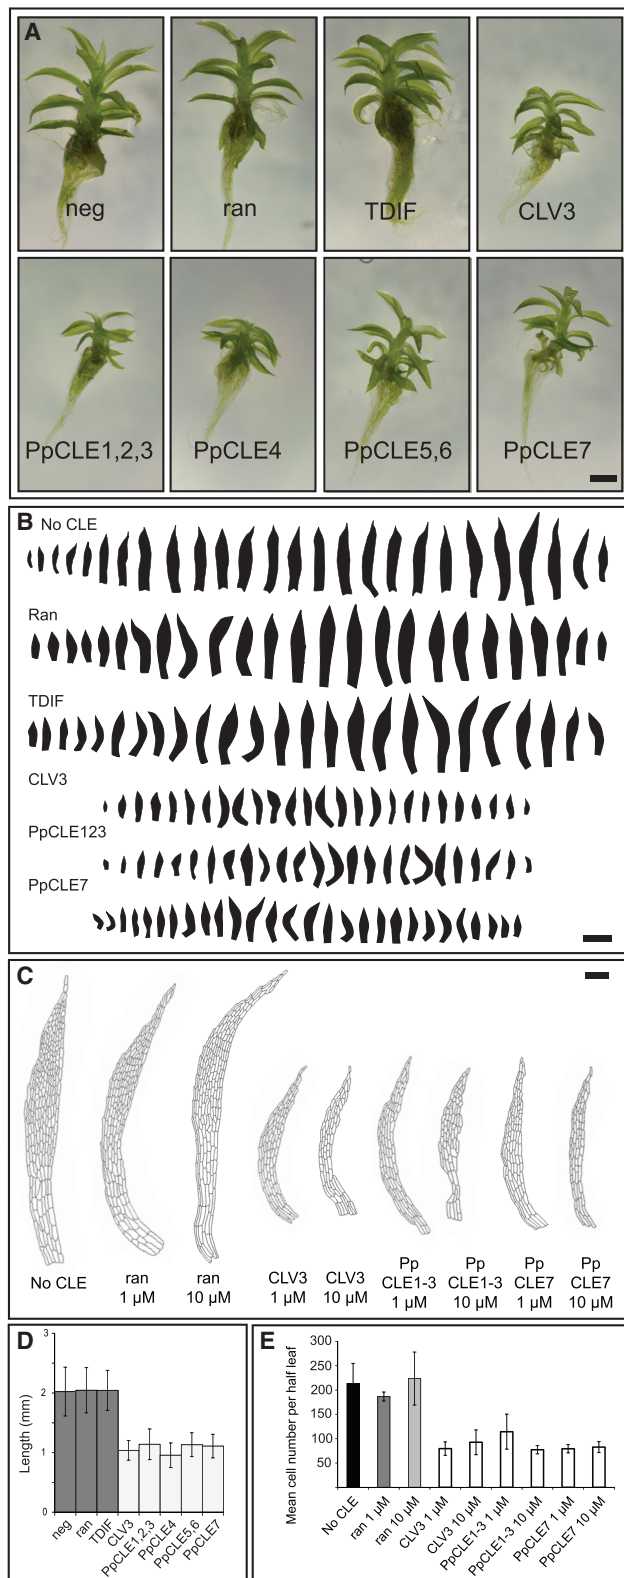 A
neg
ran
TDIF
CLV3
PpCLE1,2,3
PpCLE4
PpCLE5,6
PpCLE7
B
No CLE
Ran
TDIF
CLV3
PpCLE123
PpCLE7
C
No CLE
ran
1 µM
ran
10 µM
CLV3
1 µM
CLV3
10 µM
Pp
CLE1-3
1 µM
Pp
CLE1-3
10 µM
Pp
CLE7
1 µM
Pp
CLE7
10 µM
D
Length (mm)
3
2
1
0
neg
ran
TDIF
CLV3
PpCLE1,2,3
PpCLE4
PpCLE5,6
PpCLE7
E
Mean cell number per half leaf
300
250
200
150
100
50
No CLE
ran 1 µM
ran 10 µM
CLV3 1 µM
CLV3 10 µM
PpCLE1-3 1 µM
PpCLE1-3 10 µM
PpCLE7 1 µM
PpCLE7 10 µM